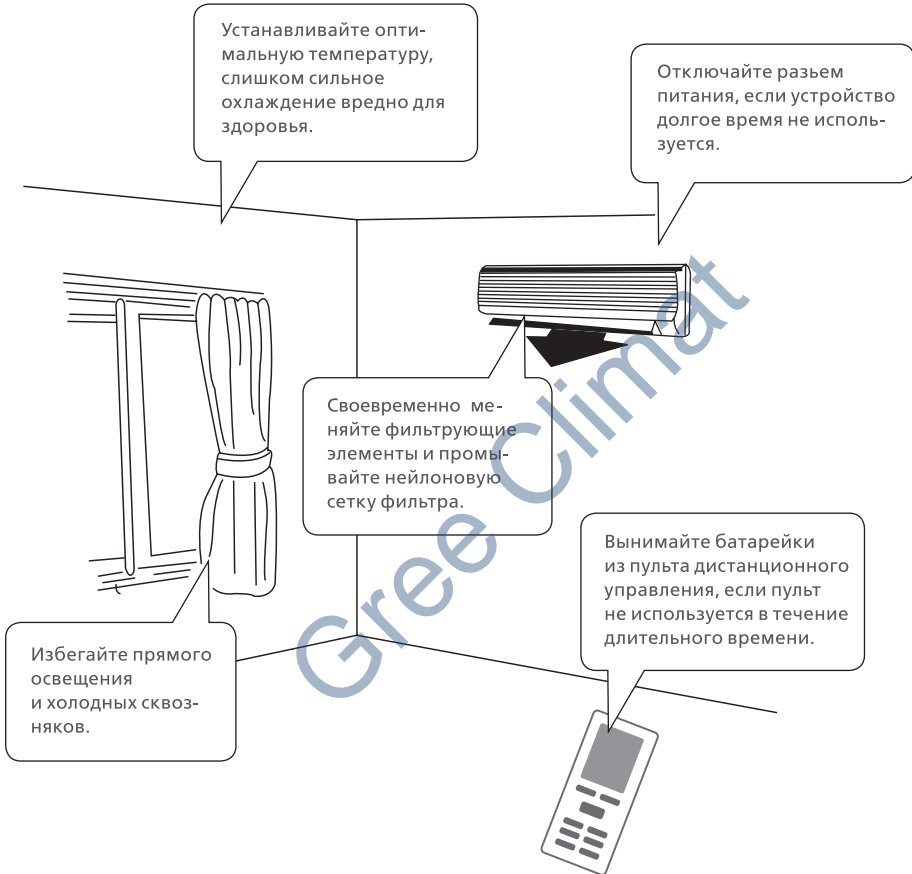 Устанавливайте опти-
мальную температуру,
слишком сильное
охлаждение вредно для
здоровья.
Отключайте разьем
питания, если устройство
долгое время не исполь-
зуется.
Своевременно ме-
няйте фильтрующие
элементы и промы-
вайте нейлоновую
сетку фильтра.
Вынимайте батарейки
из пульта дистанционного
управления, если пульт
не используется в течение
длительного времени.
Избегайте прямого
освещения
и холодных сквоз-
няков.
Gree Climat